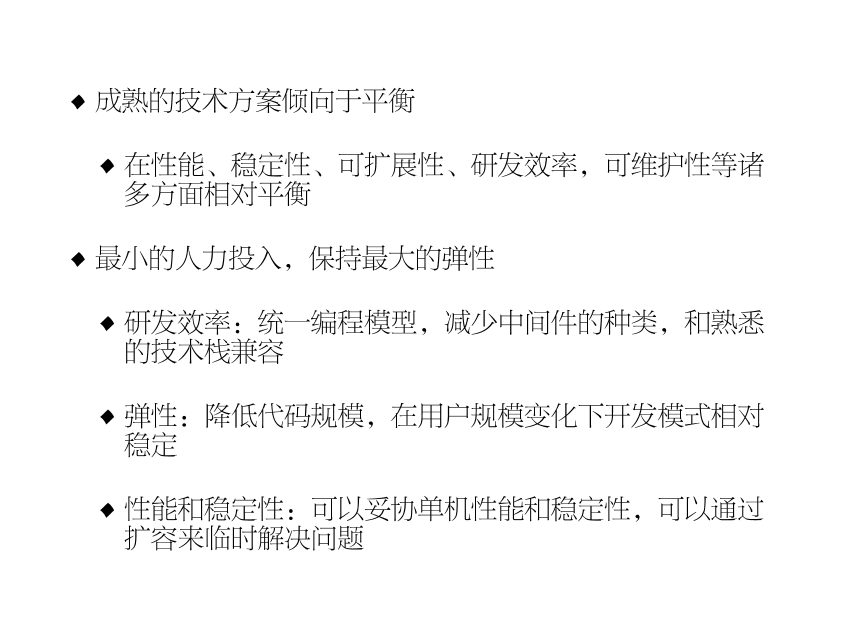 ◆ 成熟的技术方案倾向于平衡
◆ 在性能、稳定性、可扩展性、研发效率，可维护性等诸
多方面相对平衡
◆ 最小的人力投入，保持最大的弹性
◆ 研发效率：统一编程模型，减少中间件的种类，和熟悉
的技术栈兼容
◆ 弹性：降低代码规模，在用户规模变化下开发模式相对
稳定
◆ 性能和稳定性：可以妥协单机性能和稳定性，可以通过
扩容来临时解决问题